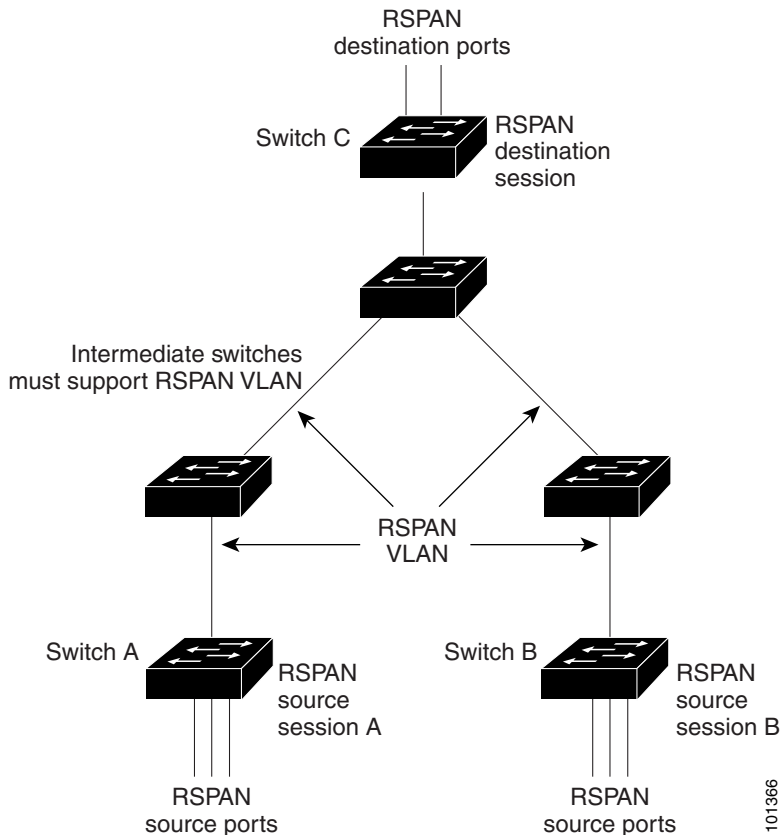 RSPAN
destination ports
Switch C
RSPAN
destination
session
Intermediate switches
must support RSPAN VLAN
RSPAN
VLAN
Switch A
RSPAN
source
session A
Switch B
RSPAN
source
session B
RSPAN
source ports
RSPAN
source ports
101366